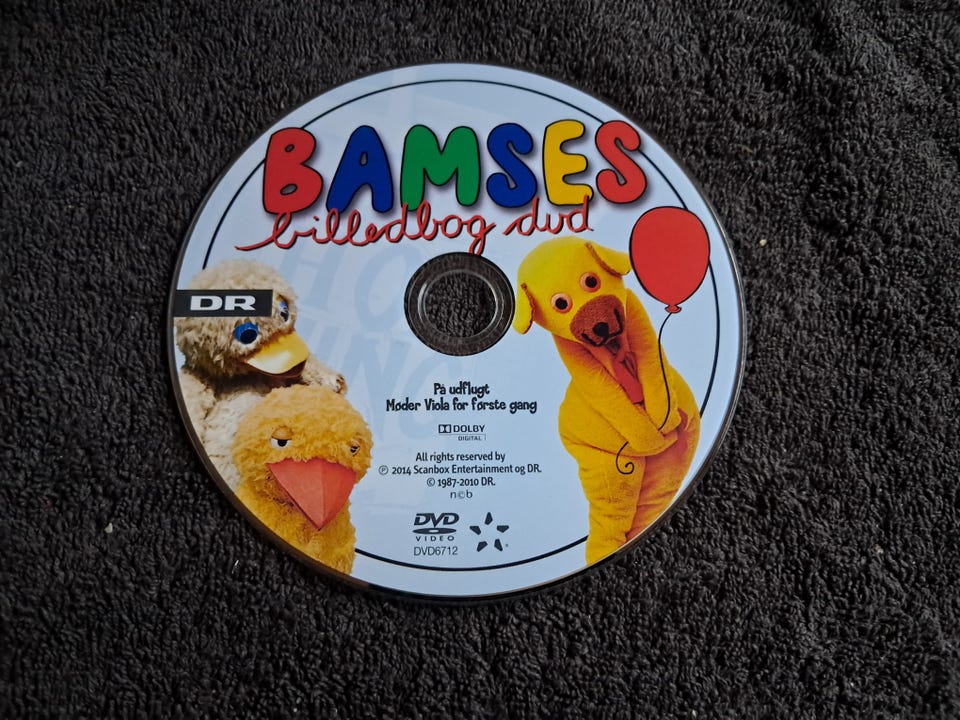 BAMSES
billedbog dvd
DR
På udflugt
Møder Viola for første gang
DOLBY
DIGITAL
All rights reserved by
℗ 2014 Scanbox Entertainment og DR.
© 1987-2010 DR.
n©b
DVD
VIDEO
DVD6712